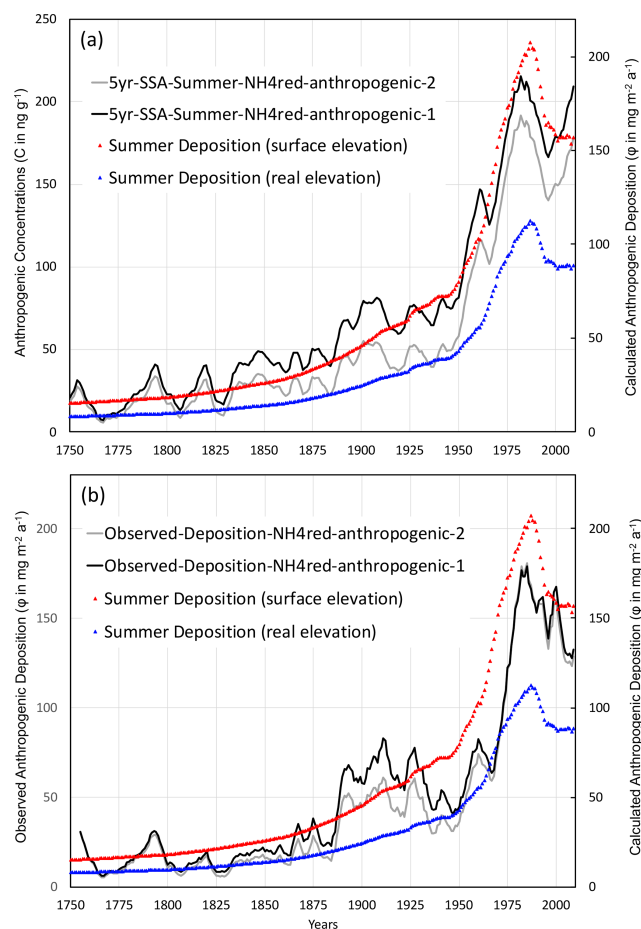 (a)
250
200
150
100
50
0
Anthropogenic Concentrations (C in ng g⁻¹)
5yr-SSA-Summer-NH4red-anthropogenic-2
5yr-SSA-Summer-NH4red-anthropogenic-1
Summer Deposition (surface elevation)
Summer Deposition (real elevation)
200
150
100
50
0
Calculated Anthropogenic Deposition (φ in mg m⁻² a⁻¹)
1750 1775 1800 1825 1850 1875 1900 1925 1950 1975 2000
(b)
200
150
100
50
0
Observed Anthropogenic Deposition (φ in mg m⁻² a⁻¹)
Observed-Deposition-NH4red-anthropogenic-2
Observed-Deposition-NH4red-anthropogenic-1
Summer Deposition (surface elevation)
Summer Deposition (real elevation)
200
150
100
50
0
Calculated Anthropogenic Deposition (φ in mg m⁻² a⁻¹)
1750 1775 1800 1825 1850 1875 1900 1925 1950 1975 2000
Years